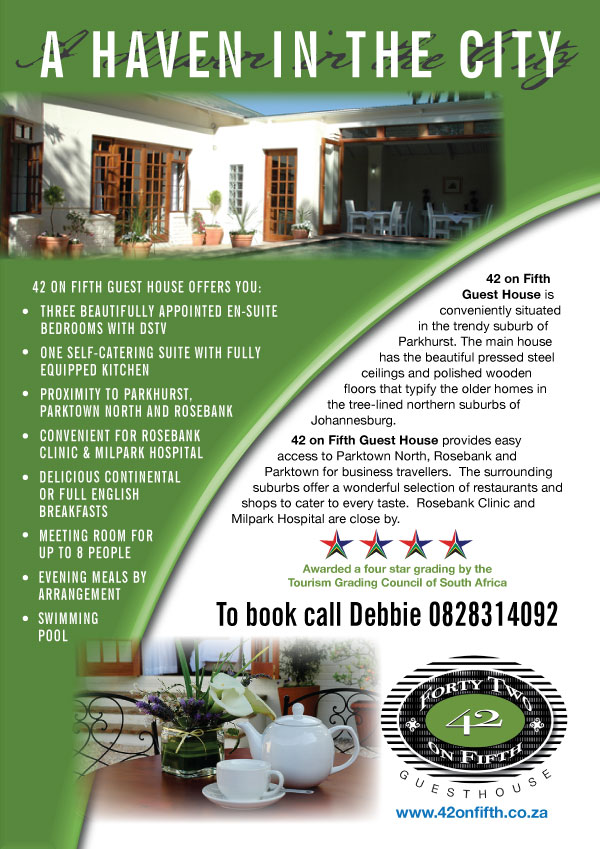 A HAVEN IN THE CITY
A Haven in the City
42 ON FIFTH GUEST HOUSE OFFERS YOU:
• THREE BEAUTIFULLY APPOINTED EN-SUITE
BEDROOMS WITH DSTV
• ONE SELF-CATERING SUITE WITH FULLY
EQUIPPED KITCHEN
• PROXIMITY TO PARKHURST,
PARKTOWN NORTH AND ROSEBANK
• CONVENIENT FOR ROSEBANK
CLINIC & MILPARK HOSPITAL
• DELICIOUS CONTINENTAL
OR FULL ENGLISH
BREAKFASTS
• MEETING ROOM FOR
UP TO 8 PEOPLE
• EVENING MEALS BY
ARRANGEMENT
• SWIMMING
POOL
42 on Fifth
Guest House is
conveniently situated
in the trendy suburb of
Parkhurst. The main house
has the beautiful pressed steel
ceilings and polished wooden
floors that typify the older homes in
the tree-lined northern suburbs of
Johannesburg.
42 on Fifth Guest House provides easy
access to Parktown North, Rosebank and
Parktown for business travellers. The surrounding
suburbs offer a wonderful selection of restaurants and
shops to cater to every taste. Rosebank Clinic and
Milpark Hospital are close by.
Awarded a four star grading by the
Tourism Grading Council of South Africa
To book call Debbie 0828314092
FORTY TWO
42
ON FIFTH
GUESTHOUSE
www.42onfifth.co.za